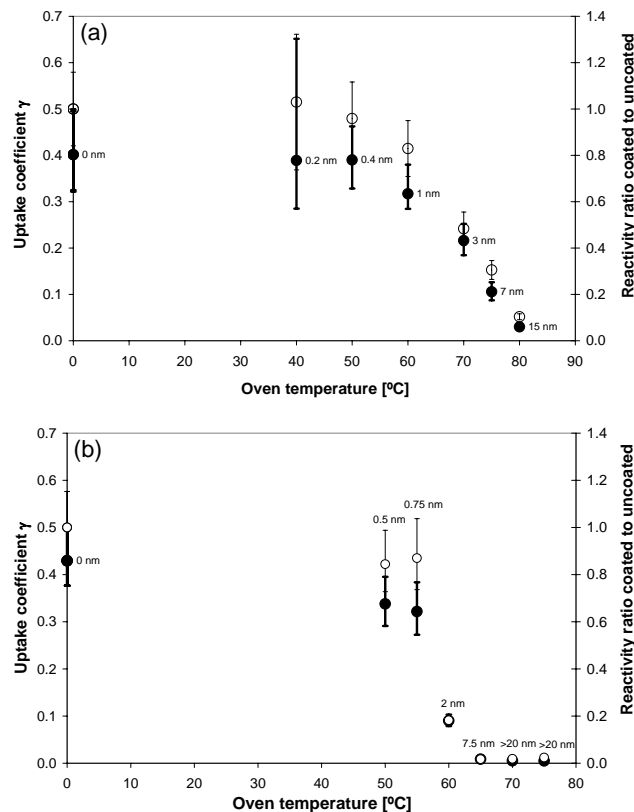 (a)
Uptake coefficient γ
0.7
0.6
0.5
0.4
0.3
0.2
0.1
0.0
1.4
1.2
1.0
0.8
0.6
0.4
0.2
0.0
Reactivity ratio coated to uncoated
0 nm
0.2 nm
0.4 nm
1 nm
3 nm
7 nm
15 nm
0 10 20 30 40 50 60 70 80 90
Oven temperature [ºC]
(b)
Uptake coefficient γ
0.7
0.6
0.5
0.4
0.3
0.2
0.1
0.0
1.4
1.2
1.0
0.8
0.6
0.4
0.2
0.0
Reactivity ratio coated to uncoated
0 nm
0.5 nm
0.75 nm
2 nm
7.5 nm
>20 nm
>20 nm
0 10 20 30 40 50 60 70 80
Oven temperature [ºC]